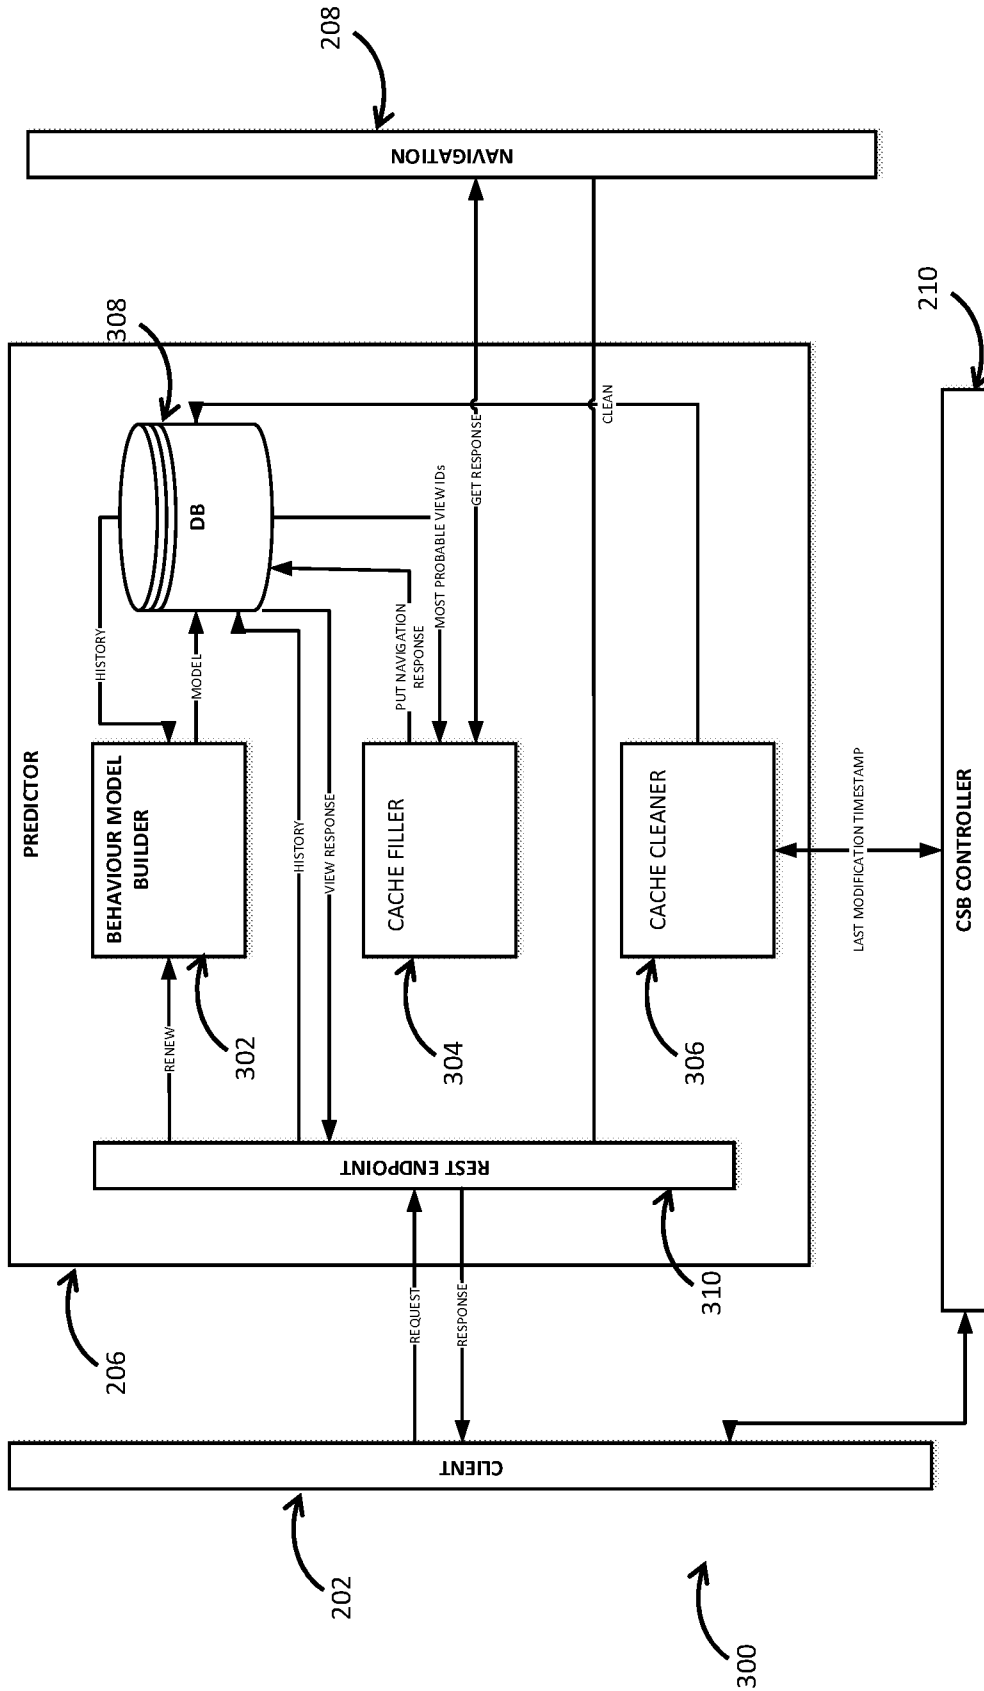 PREDICTOR
206
202
CLIENT
REQUEST
RESPONSE
REST ENDPOINT
310
RENEW
302
BEHAVIOUR MODEL
BUILDER
HISTORY
MODEL
DB
308
HISTORY
VIEW RESPONSE
304
CACHE FILLER
PUT NAVIGATION
RESPONSE
MOST PROBABLE VIEW IDs
GET RESPONSE
306
CACHE CLEANER
CLEAN
NAVIGATION
208
LAST MODIFICATION TIMESTAMP
CSB CONTROLLER
210
300